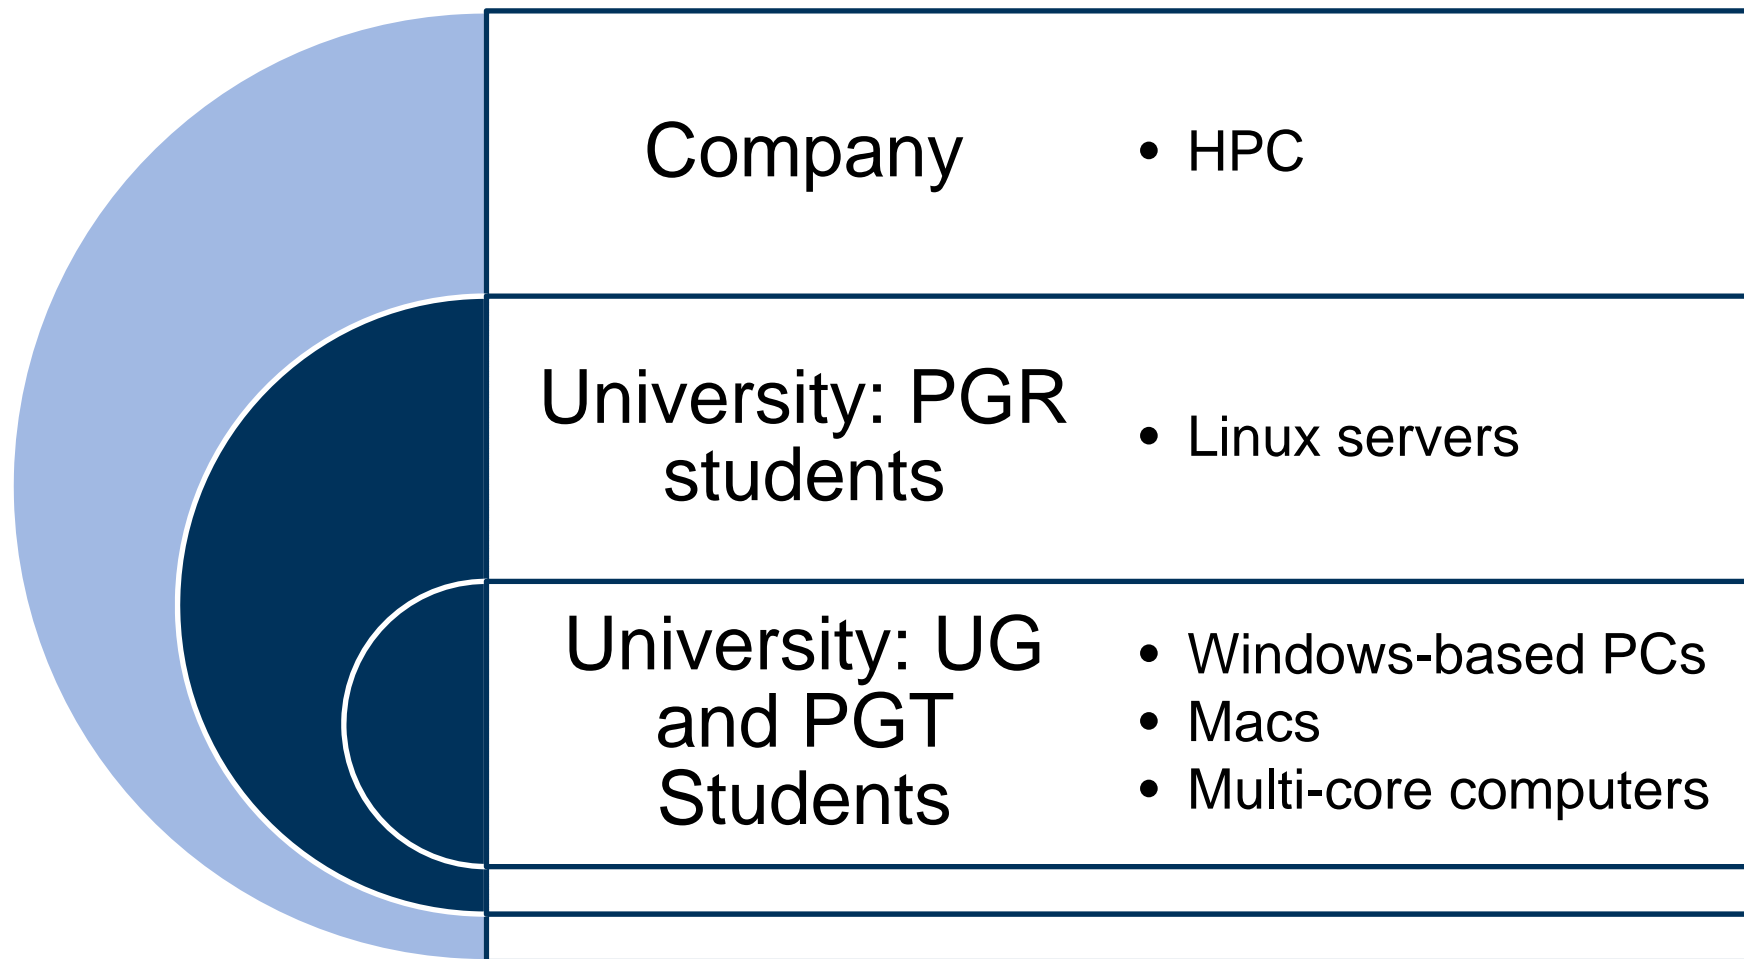 Company
• HPC
University: PGR
students
• Linux servers
University: UG
and PGT
Students
• Windows-based PCs
• Macs
• Multi-core computers